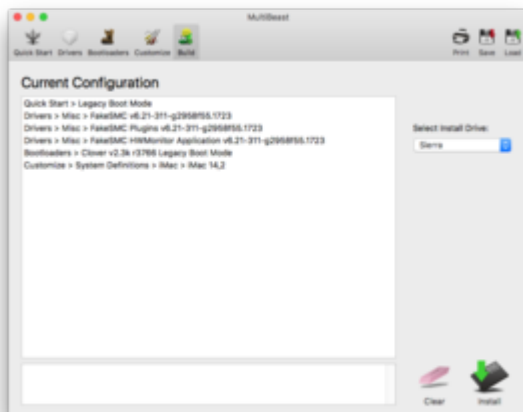 MultiBeast
Quick Start Drivers Bootloaders Customize Build Print Save Load
Current Configuration
Quick Start > Legacy Boot Mode
Drivers > Misc > FakeSMC v6.21-311-g2958f55.1723
Drivers > Misc > FakeSMC Plugins v6.21-311-g2958f55.1723
Drivers > Misc > FakeSMC HWMonitor Application v6.21-311-g2958f55.1723
Bootloaders > Clover v2.3k r3766 Legacy Boot Mode
Customize > System Definitions > iMac > iMac 14,2
Select Install Drive:
Sierra
Clear Install